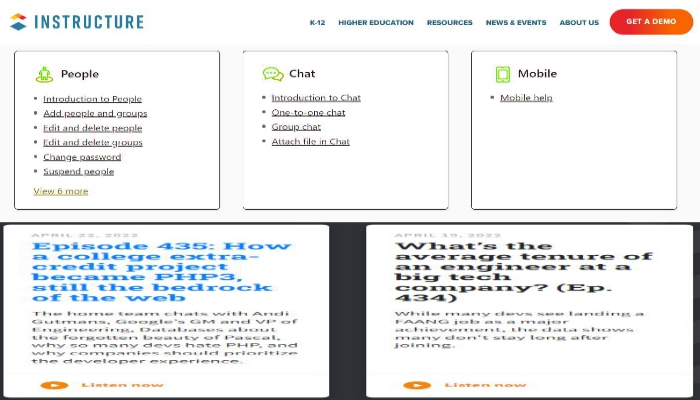 INSTRUCTURE
K-12 HIGHER EDUCATION RESOURCES NEWS & EVENTS ABOUT US GET A DEMO
People
Introduction to People
Add people and groups
Edit and delete people
Edit and delete groups
Change password
Suspend people
View 6 more
Chat
Introduction to Chat
One-to-one chat
Group chat
Attach file in Chat
Mobile
Mobile help
APRIL 22, 2022
Episode 435: How
a college extra-
credit project
became PHP3,
still the bedrock
of the web
The home team chats with Andi
Gutmans, Google's GM and VP of
Engineering, Databases about
the forgotten beauty of Pascal,
why so many devs hate PHP, and
why companies should prioritize
the developer experience.
Listen now
APRIL 19, 2022
What's the
average tenure of
an engineer at a
big tech
company? (Ep.
434)
While many devs see landing a
FAANG job as a major
achievement, the data shows
many don't stay long after
joining.
Listen now